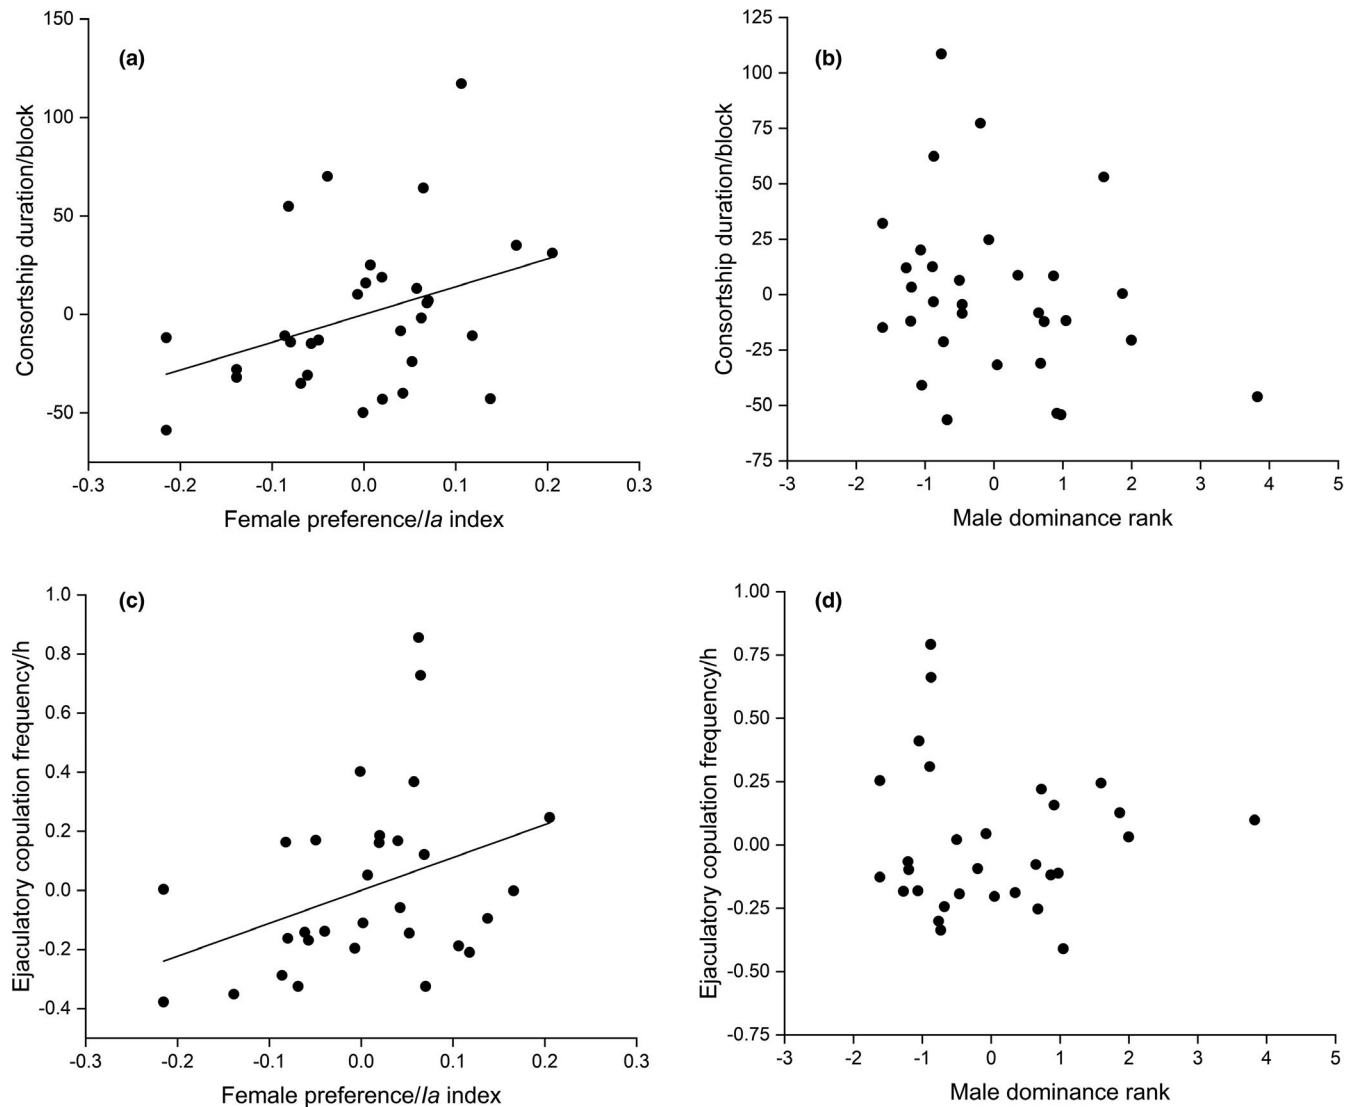 (a)
Consortship duration/block
150
100
50
0
-50
-0.3 -0.2 -0.1 0.0 0.1 0.2 0.3
Female preference/Ia index
(b)
Consortship duration/block
125
100
75
50
25
0
-25
-50
-75
-3 -2 -1 0 1 2 3 4 5
Male dominance rank
(c)
Ejaculatory copulation frequency/h
1.0
0.8
0.6
0.4
0.2
0.0
-0.2
-0.4
-0.3 -0.2 -0.1 0.0 0.1 0.2 0.3
Female preference/Ia index
(d)
Ejaculatory copulation frequency/h
1.00
0.75
0.50
0.25
0.00
-0.25
-0.50
-0.75
-3 -2 -1 0 1 2 3 4 5
Male dominance rank